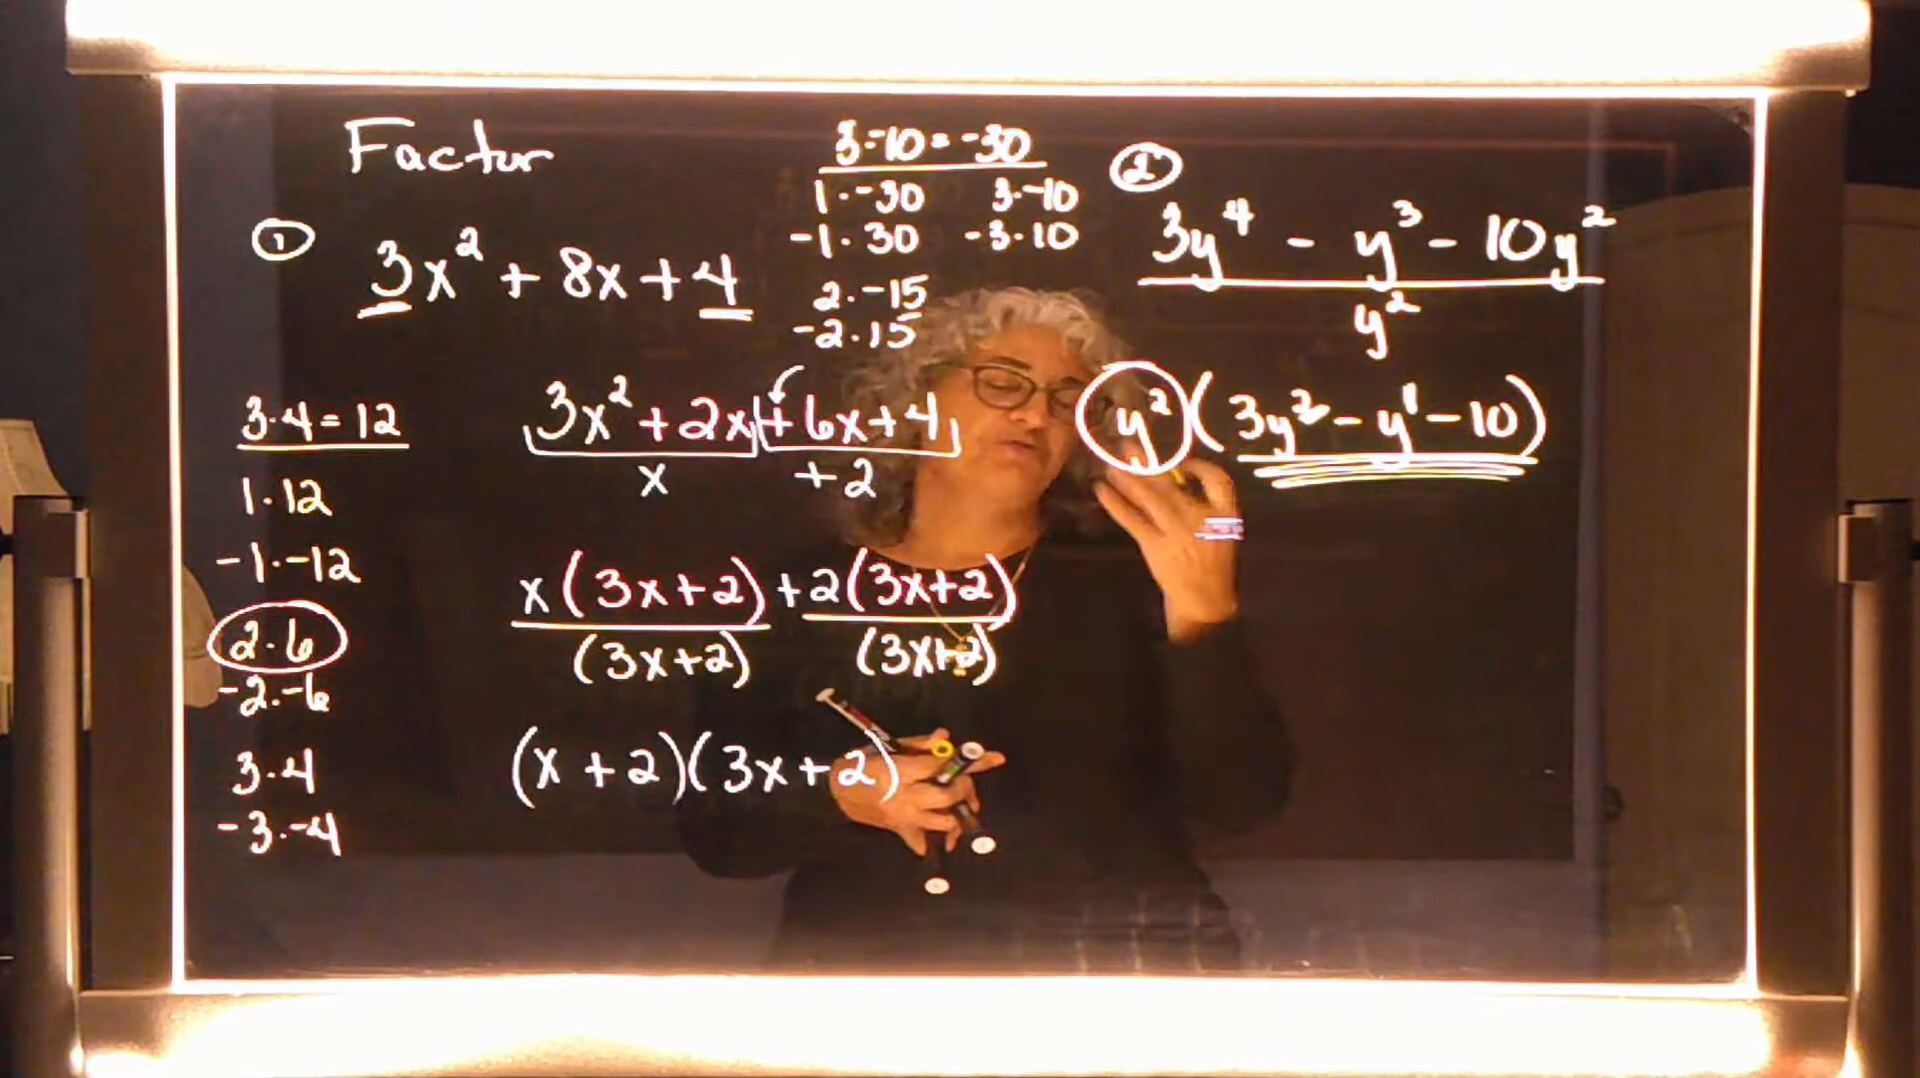 Factor
①
3x² + 8x + 4
3·4 = 12
1·12
-1·-12
2·6
-2·-6
3·4
-3·-4
3x² + 2x + 6x + 4
x +2
x(3x+2) + 2(3x+2)
(3x+2) (3x+2)
(x + 2)(3x + 2)
3·-10 = -30
1·-30 3·-10
-1·30 -3·10
2·-15
-2·15
②
3y⁴ - y³ - 10y²
y²
y²(3y² - y¹ - 10)